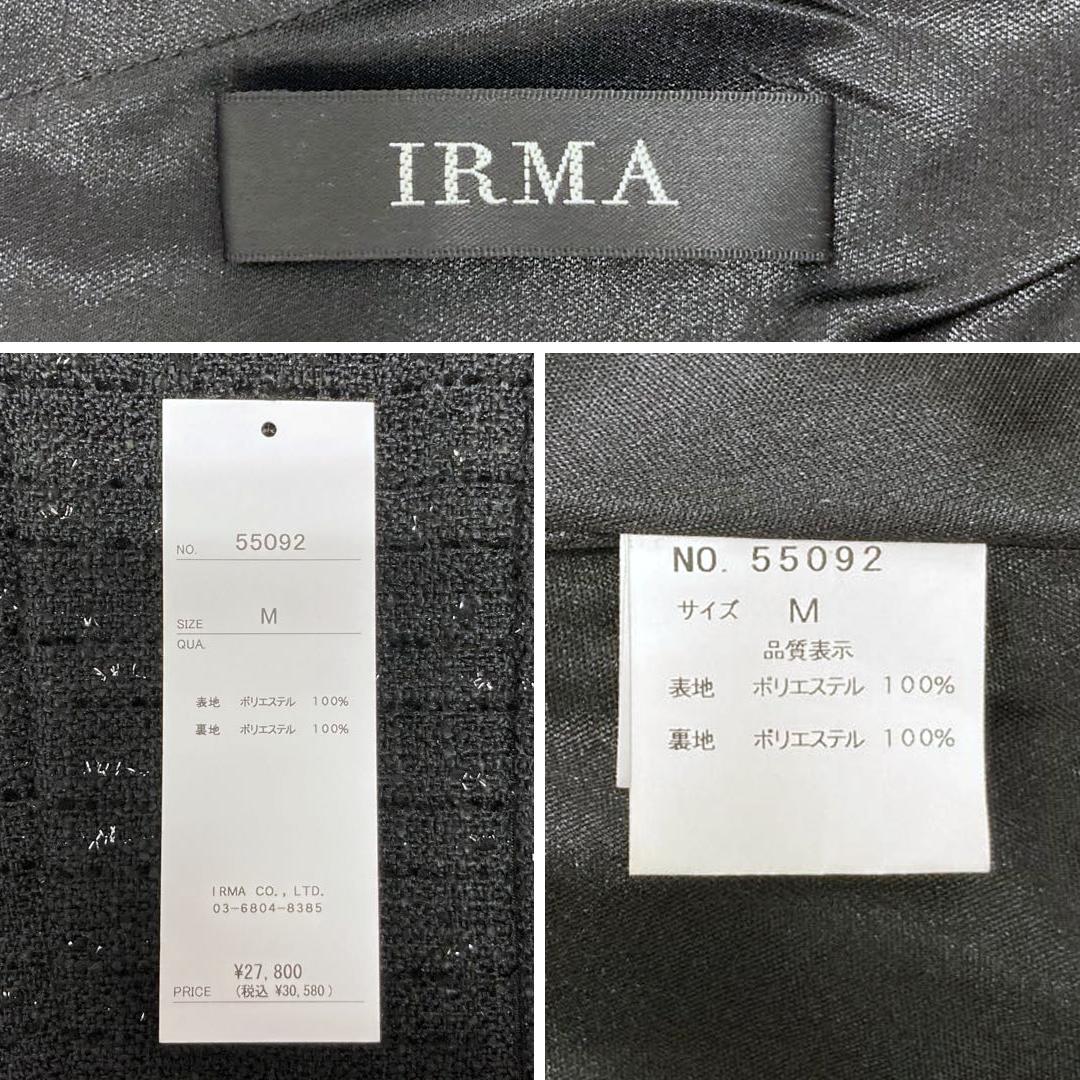 IRMA
NO. 55092
SIZE M
QUA.
表地 ポリエステル 100%
裏地 ポリエステル 100%
IRMA CO., LTD.
03-6804-8385
¥27,800
PRICE (税込 ¥30,580)
NO. 55092
サイズ M
品質表示
表地 ポリエステル 100%
裏地 ポリエステル 100%